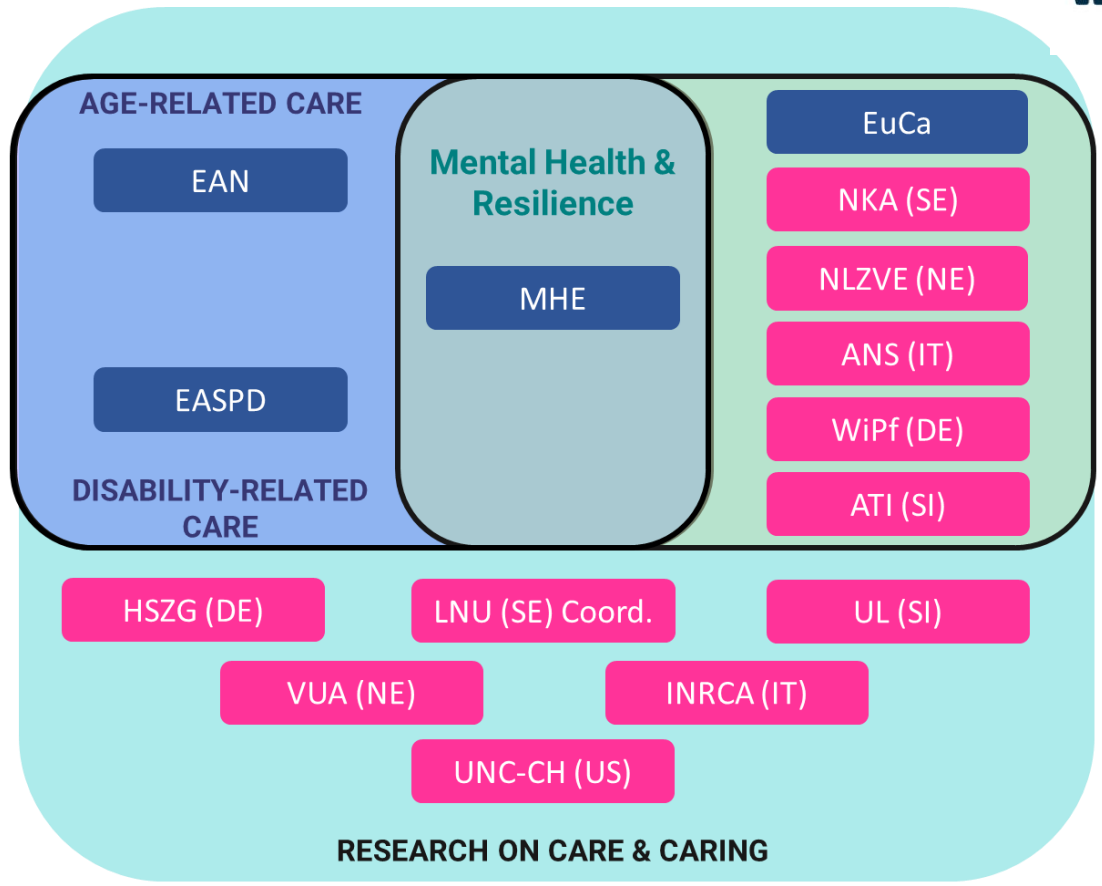 AGE-RELATED CARE
EAN
EASPD
DISABILITY-RELATED
CARE
Mental Health &
Resilience
MHE
EuCa
NKA (SE)
NLZVE (NE)
ANS (IT)
WiPf (DE)
ATI (SI)
HSZG (DE)
LNU (SE) Coord.
UL (SI)
VUA (NE)
INRCA (IT)
UNC-CH (US)
RESEARCH ON CARE & CARING